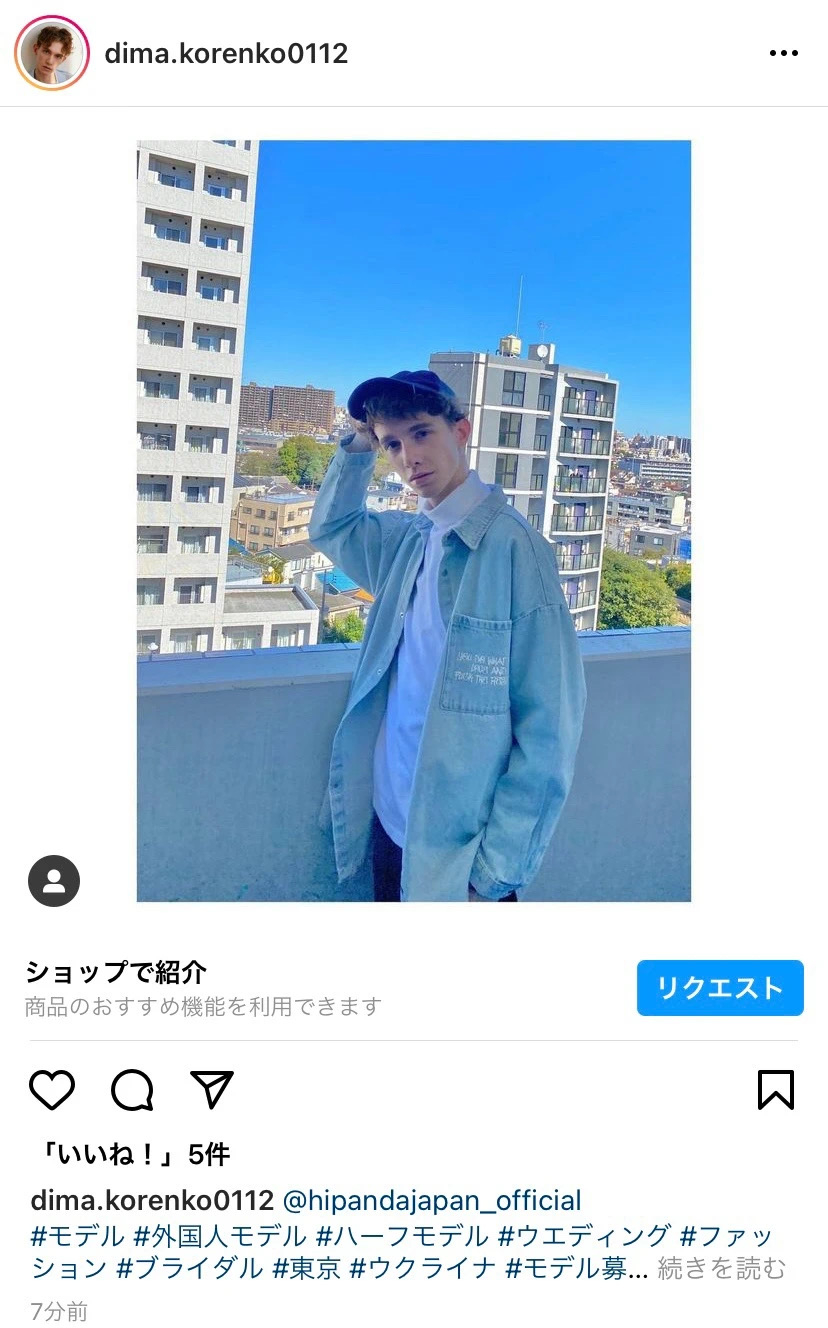 dima.korenko0112
ショップで紹介
商品のおすすめ機能を利用できます
リクエスト
「いいね！」5件
dima.korenko0112 @hipandajapan_official
#モデル #外国人モデル #ハーフモデル #ウエディング #ファッ
ション #ブライダル #東京 #ウクライナ #モデル募... 続きを読む
7分前